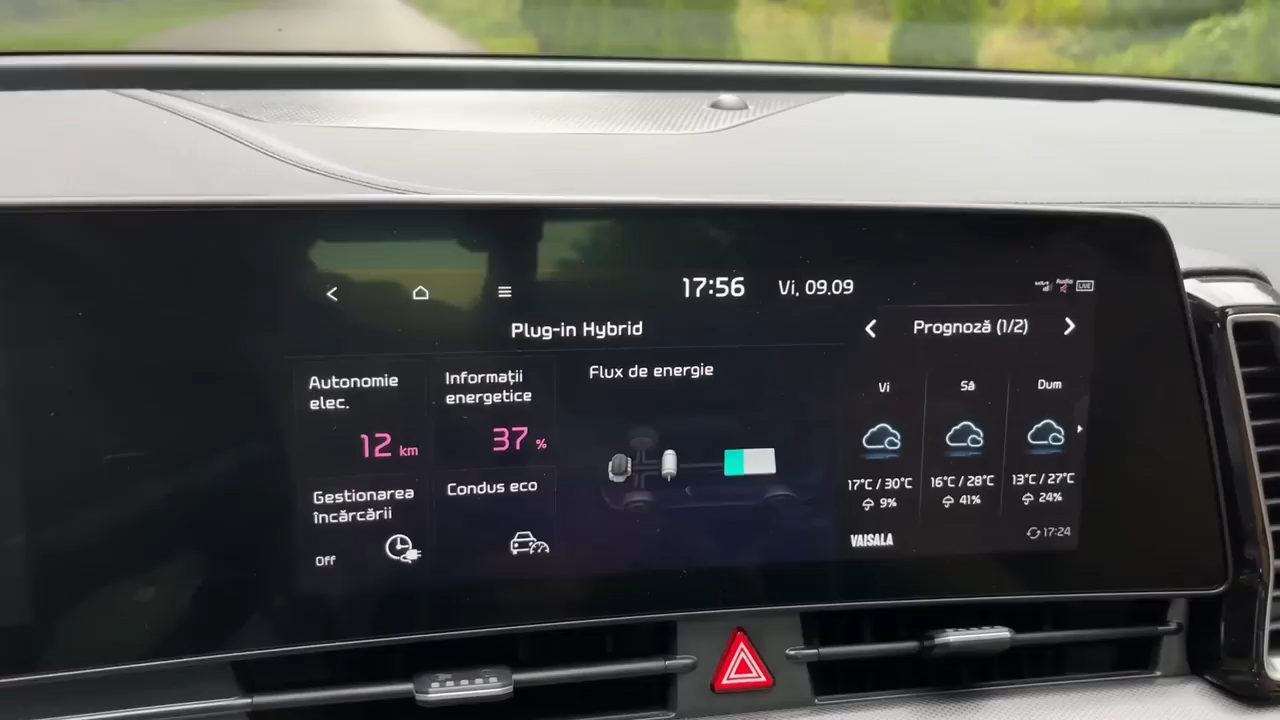 17:56
Vi, 09.09
Audio
LIVE
Plug-in Hybrid
Prognoză (1/2)
Autonomie
elec.
12 km
Informații
energetice
37 %
Flux de energie
Gestionarea
încărcării
Off
Condus eco
Vi
Sâ
Dum
17°C / 30°C
16°C / 28°C
13°C / 27°C
9%
41%
24%
VAISALA
17:24